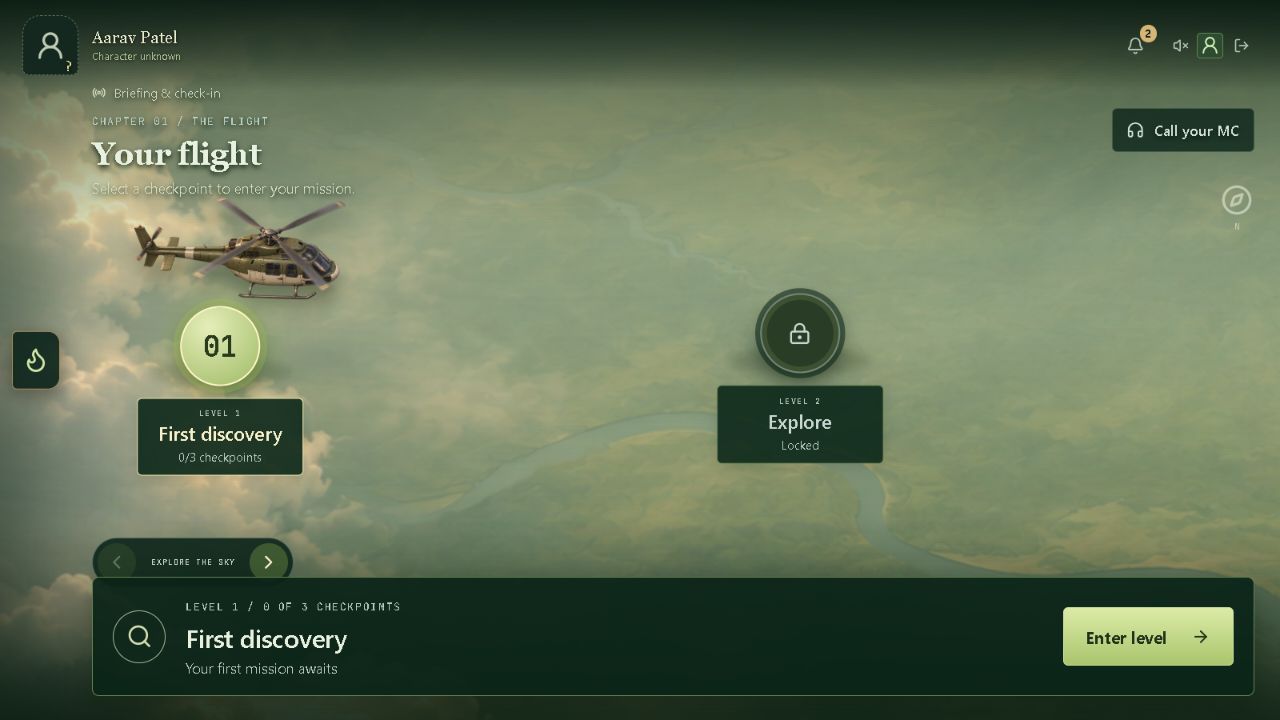 Aarav Patel
Character unknown
?
2
Briefing & check-in
CHAPTER 01 / THE FLIGHT
Your flight
Select a checkpoint to enter your mission.
Call your MC
N
01
LEVEL 1
First discovery
0/3 checkpoints
LEVEL 2
Explore
Locked
EXPLORE THE SKY
LEVEL 1 / 0 OF 3 CHECKPOINTS
First discovery
Your first mission awaits
Enter level